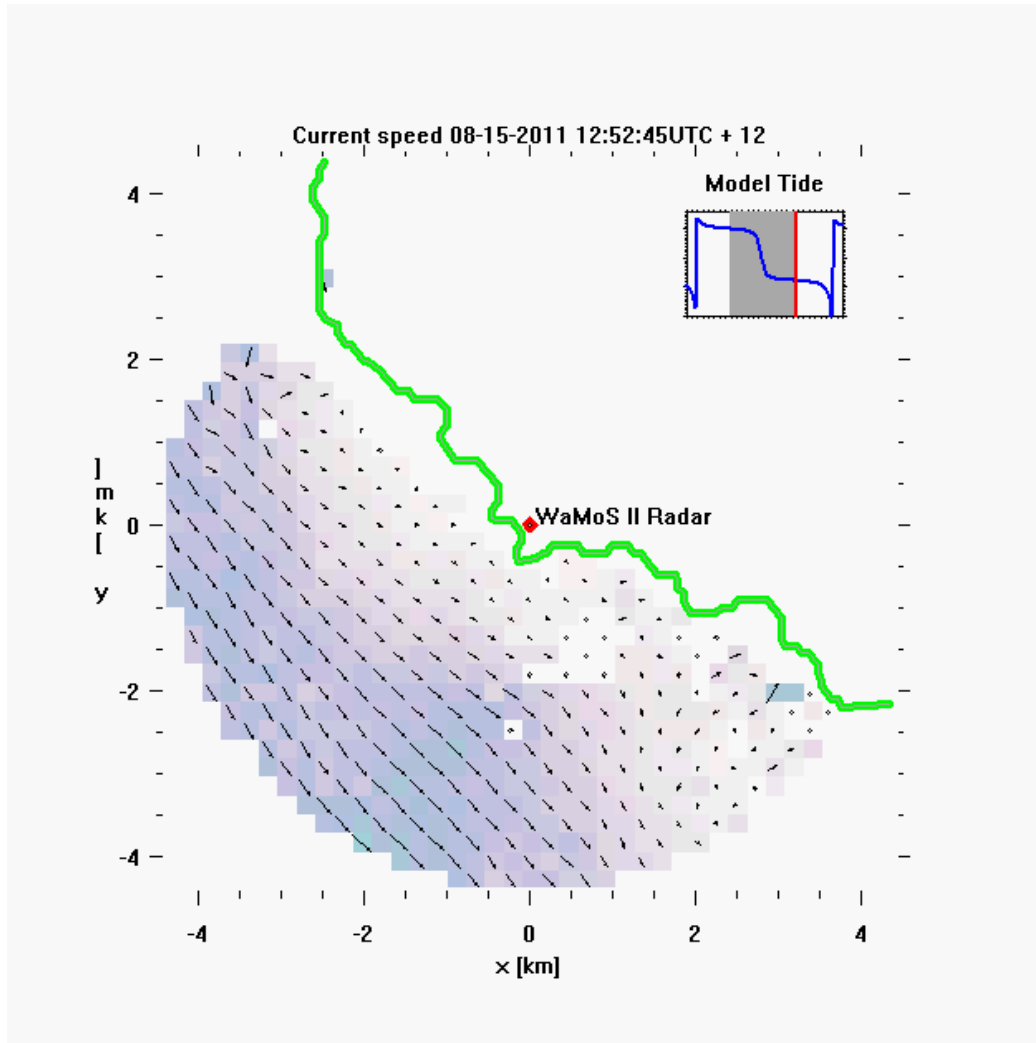 Current speed 08-15-2011 12:52:45UTC + 12
Model Tide
4
2
WaMoS II Radar
]
m
k
[
0
y
-2
-4
-4
-2
0
2
4
x [km]